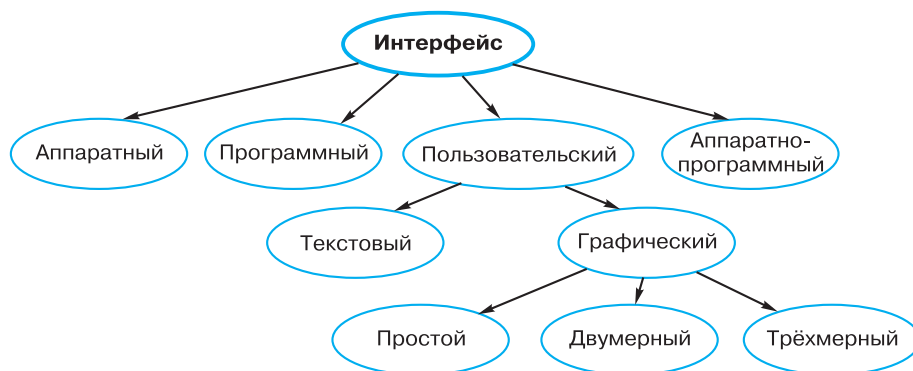 Интерфейс
Аппаратный
Программный
Пользовательский
Аппаратно-
программный
Текстовый
Графический
Простой
Двумерный
Трёхмерный